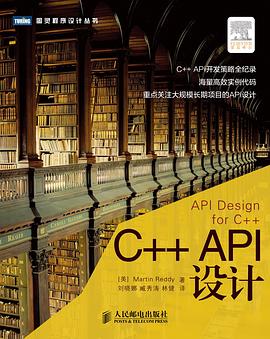 TURING 图灵程序设计丛书
ELSEVIER
C++ API开发策略全纪录
海量高效实例代码
重点关注大规模长期项目的API设计
API Design
for C++
C++ API
设计
[英] Martin Reddy 著
刘晓娜 臧秀涛 林健 译
人民邮电出版社
POSTS & TELECOM PRESS